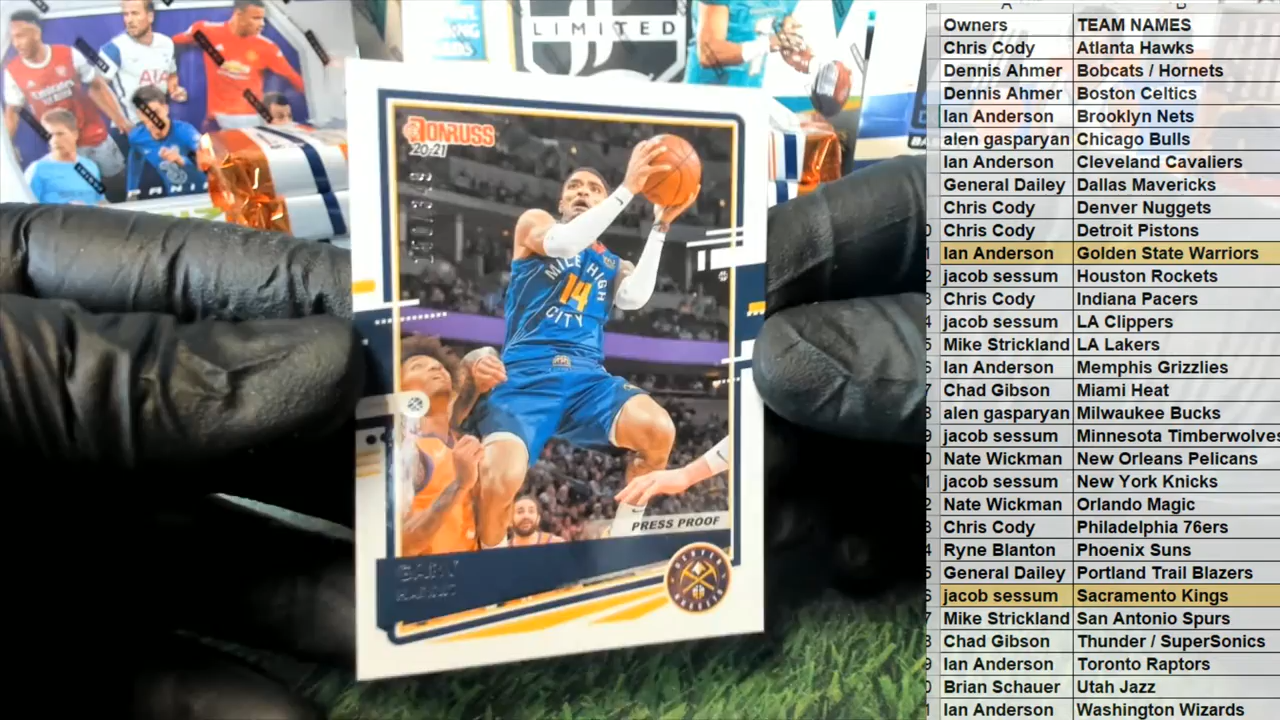 LIMITED
AIA
PANINI
DONRUSS
20-21
MILE HIGH
14
CITY
PRESS PROOF
GARY
HARRIS
DENVER
NUGGETS
Owners TEAM NAMES
Chris Cody Atlanta Hawks
Dennis Ahmer Bobcats / Hornets
Dennis Ahmer Boston Celtics
Ian Anderson Brooklyn Nets
alen gasparyan Chicago Bulls
Ian Anderson Cleveland Cavaliers
General Dailey Dallas Mavericks
Chris Cody Denver Nuggets
Chris Cody Detroit Pistons
Ian Anderson Golden State Warriors
jacob sessum Houston Rockets
Chris Cody Indiana Pacers
jacob sessum LA Clippers
Mike Strickland LA Lakers
Ian Anderson Memphis Grizzlies
Chad Gibson Miami Heat
alen gasparyan Milwaukee Bucks
jacob sessum Minnesota Timberwolves
Nate Wickman New Orleans Pelicans
jacob sessum New York Knicks
Nate Wickman Orlando Magic
Chris Cody Philadelphia 76ers
Ryne Blanton Phoenix Suns
General Dailey Portland Trail Blazers
jacob sessum Sacramento Kings
Mike Strickland San Antonio Spurs
Chad Gibson Thunder / SuperSonics
Ian Anderson Toronto Raptors
Brian Schauer Utah Jazz
Ian Anderson Washington Wizards